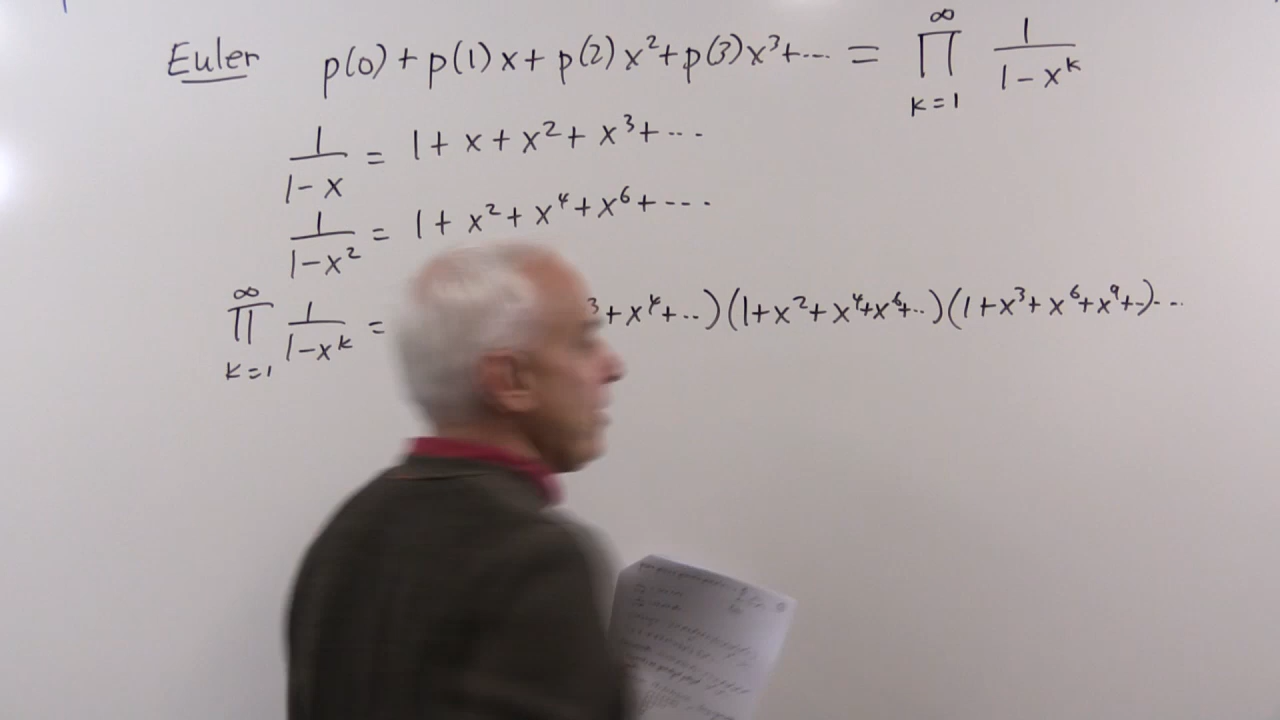 Euler p(0) + p(1)x + p(2)x² + p(3)x³ + ··· = ∏_{k=1}^{∞} 1/(1-x^k)
1/(1-x) = 1 + x + x² + x³ + ···
1/(1-x²) = 1 + x² + x⁴ + x⁶ + ···
∏_{k=1}^{∞} 1/(1-x^k) = ³ + x⁴ + ··)(1 + x² + x⁴ + x⁶ + ··)(1 + x³ + x⁶ + x⁹ + ··)···